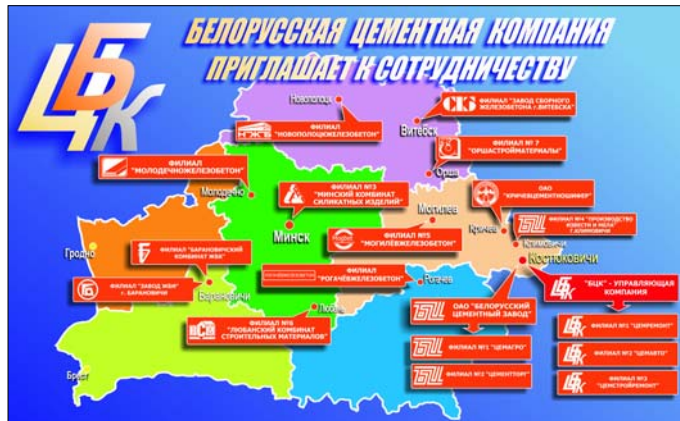 БЕЛОРУССКАЯ ЦЕМЕНТНАЯ КОМПАНИЯ
ПРИГЛАШАЕТ К СОТРУДНИЧЕСТВУ
ЦБК
Новополоцк
НЖБ
ФИЛИАЛ
"НОВОПОЛОЦКЖЕЛЕЗОБЕТОН"
Витебск
ФИЛИАЛ "ЗАВОД СБОРНОГО
ЖЕЛЕЗОБЕТОНА г.ВИТЕБСКА"
ФИЛИАЛ № 7
"ОРШАСТРОЙМАТЕРИАЛЫ"
Орша
ФИЛИАЛ
"МОЛОДЕЧНОЖЕЛЕЗОБЕТОН"
Молодечно
ФИЛИАЛ №3
"МИНСКИЙ КОМБИНАТ
СИЛИКАТНЫХ ИЗДЕЛИЙ"
Минск
ОАО
"КРИЧЕВЦЕМЕНТНОШИФЕР"
Могилев
Кричев
ФИЛИАЛ №4 "ПРОИЗВОДСТВО
ИЗВЕСТИ И МЕЛА"
Г.КЛИМОВИЧИ
Климовичи
ФИЛИАЛ №5
"МОГИЛЁВЖЕЛЕЗОБЕТОН"
Костюковичи
Гродно
ФИЛИАЛ "БАРАНОВИЧСКИЙ
КОМБИНАТ ЖБК"
ФИЛИАЛ "ЗАВОД ЖБИ"
г. БАРАНОВИЧИ
Барановичи
РОГАЧЁВЖЕЛЕЗОБЕТОН
ФИЛИАЛ
"РОГАЧЁВЖЕЛЕЗОБЕТОН"
Рогачев
"БЦК" - УПРАВЛЯЮЩАЯ
КОМПАНИЯ
Любань
ФИЛИАЛ №6
"ЛЮБАНСКИЙ КОМБИНАТ
СТРОИТЕЛЬНЫХ МАТЕРИАЛОВ"
ОАО "БЕЛОРУССКИЙ
ЦЕМЕНТНЫЙ ЗАВОД"
ФИЛИАЛ №1 "ЦЕМАГРО"
ФИЛИАЛ №2 "ЦЕМЕНТТОРГ"
ФИЛИАЛ №1 "ЦЕМРЕМОНТ"
ФИЛИАЛ №2 "ЦЕМАВТО"
ФИЛИАЛ №3
"ЦЕМСТРОЙРЕМОНТ"
Брест